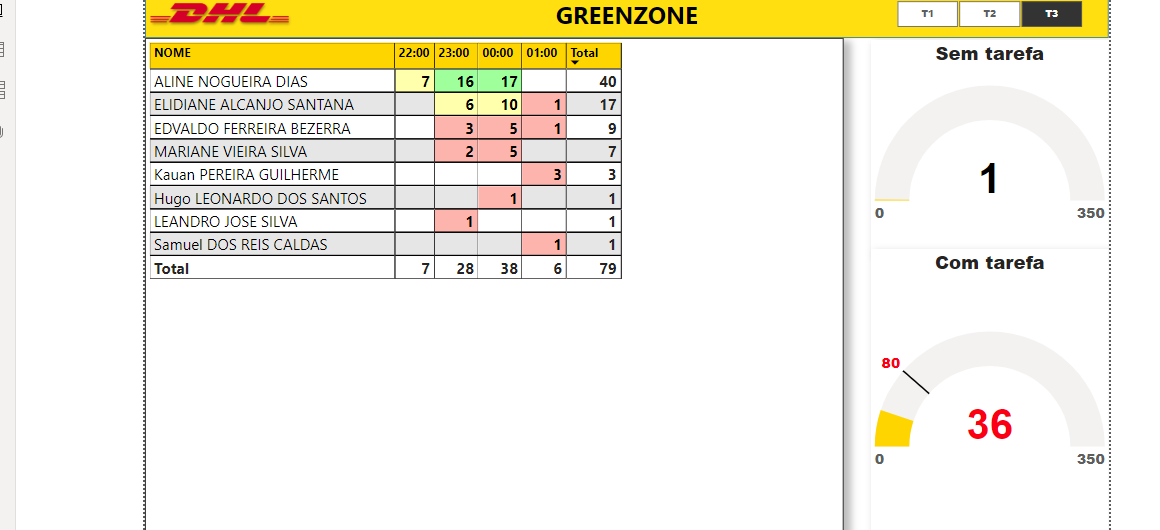 DHL
GREENZONE
T1 T2 T3
NOME 22:00 23:00 00:00 01:00 Total
ALINE NOGUEIRA DIAS 7 16 17 40
ELIDIANE ALCANJO SANTANA 6 10 1 17
EDVALDO FERREIRA BEZERRA 3 5 1 9
MARIANE VIEIRA SILVA 2 5 7
Kauan PEREIRA GUILHERME 3 3
Hugo LEONARDO DOS SANTOS 1 1
LEANDRO JOSE SILVA 1 1
Samuel DOS REIS CALDAS 1 1
Total 7 28 38 6 79
Sem tarefa
1
0 350
Com tarefa
80
36
0 350